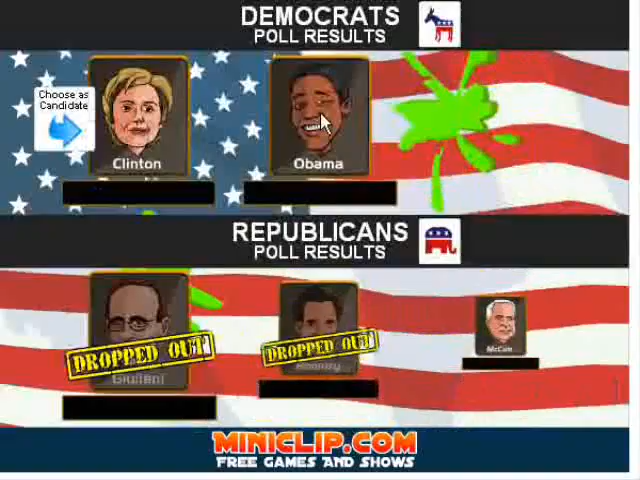 DEMOCRATS
POLL RESULTS
Choose as
Candidate
Clinton
Obama
REPUBLICANS
POLL RESULTS
DROPPED OUT
DROPPED OUT
Giuliani
Romney
McCain
MINICLIP.COM
FREE GAMES AND SHOWS